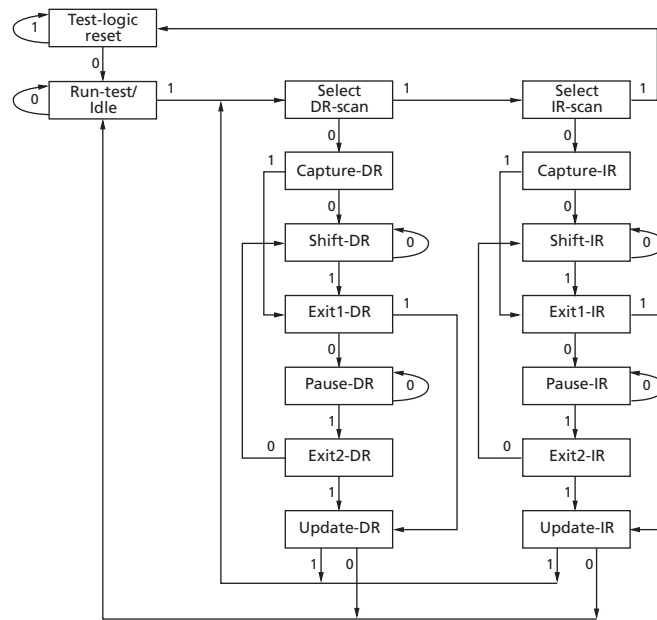 Test-logic
reset
1
0
Run-test/
Idle
0
1
Select
DR-scan
1
Select
IR-scan
1
0
0
1
Capture-DR
1
Capture-IR
0
0
Shift-DR
0
Shift-IR
0
1
1
Exit1-DR
1
Exit1-IR
1
0
0
Pause-DR
0
Pause-IR
0
1
1
0
Exit2-DR
0
Exit2-IR
1
1
Update-DR
Update-IR
1
0
1
0